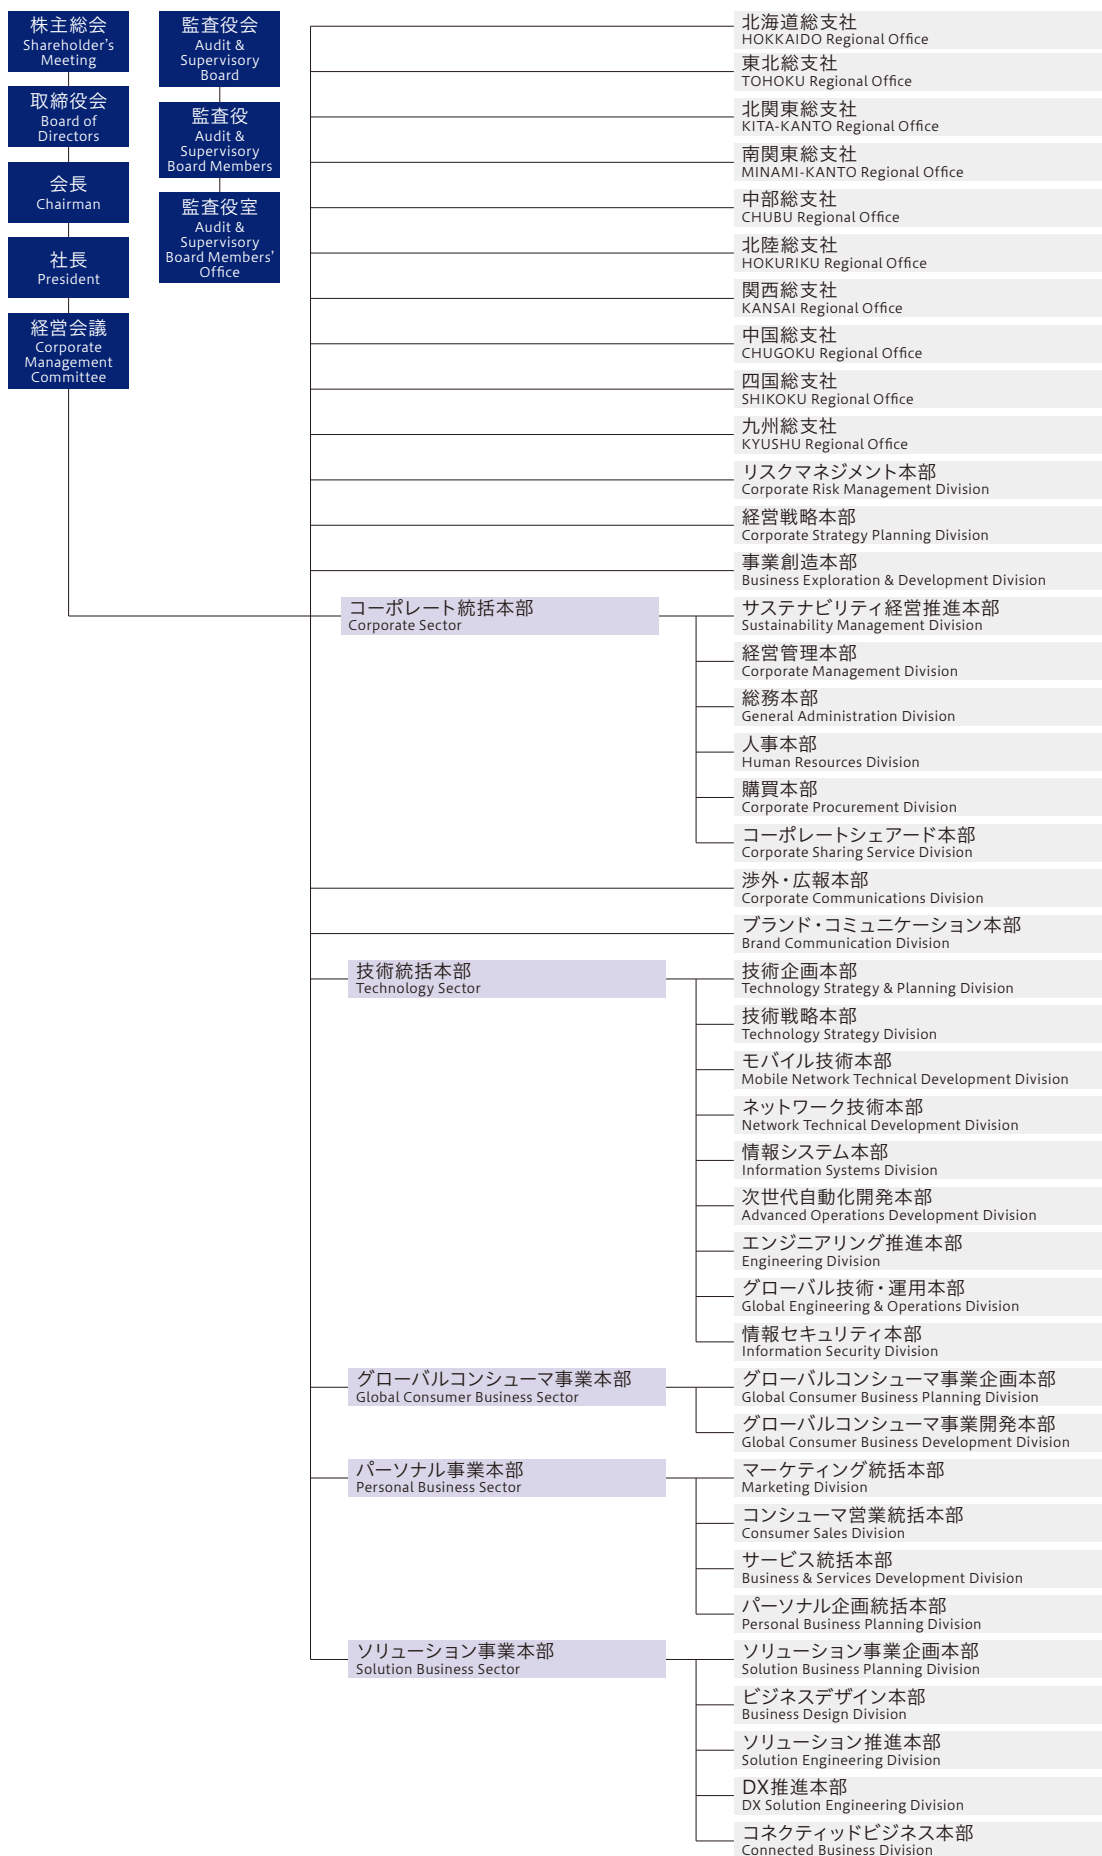 株主総会
Shareholder's
Meeting
取締役会
Board of
Directors
会長
Chairman
社長
President
経営会議
Corporate
Management
Committee
監査役会
Audit &
Supervisory
Board
監査役
Audit &
Supervisory
Board Members
監査役室
Audit &
Supervisory
Board Members'
Office
北海道総支社
HOKKAIDO Regional Office
東北総支社
TOHOKU Regional Office
北関東総支社
KITA-KANTO Regional Office
南関東総支社
MINAMI-KANTO Regional Office
中部総支社
CHUBU Regional Office
北陸総支社
HOKURIKU Regional Office
関西総支社
KANSAI Regional Office
中国総支社
CHUGOKU Regional Office
四国総支社
SHIKOKU Regional Office
九州総支社
KYUSHU Regional Office
リスクマネジメント本部
Corporate Risk Management Division
経営戦略本部
Corporate Strategy Planning Division
事業創造本部
Business Exploration & Development Division
コーポレート統括本部
Corporate Sector
サステナビリティ経営推進本部
Sustainability Management Division
経営管理本部
Corporate Management Division
総務本部
General Administration Division
人事本部
Human Resources Division
購買本部
Corporate Procurement Division
コーポレートシェアード本部
Corporate Sharing Service Division
渉外・広報本部
Corporate Communications Division
ブランド・コミュニケーション本部
Brand Communication Division
技術統括本部
Technology Sector
技術企画本部
Technology Strategy & Planning Division
技術戦略本部
Technology Strategy Division
モバイル技術本部
Mobile Network Technical Development Division
ネットワーク技術本部
Network Technical Development Division
情報システム本部
Information Systems Division
次世代自動化開発本部
Advanced Operations Development Division
エンジニアリング推進本部
Engineering Division
グローバル技術・運用本部
Global Engineering & Operations Division
情報セキュリティ本部
Information Security Division
グローバルコンシューマ事業本部
Global Consumer Business Sector
グローバルコンシューマ事業企画本部
Global Consumer Business Planning Division
グローバルコンシューマ事業開発本部
Global Consumer Business Development Division
パーソナル事業本部
Personal Business Sector
マーケティング統括本部
Marketing Division
コンシューマ営業統括本部
Consumer Sales Division
サービス統括本部
Business & Services Development Division
パーソナル企画統括本部
Personal Business Planning Division
ソリューション事業本部
Solution Business Sector
ソリューション事業企画本部
Solution Business Planning Division
ビジネスデザイン本部
Business Design Division
ソリューション推進本部
Solution Engineering Division
DX推進本部
DX Solution Engineering Division
コネクティッドビジネス本部
Connected Business Division